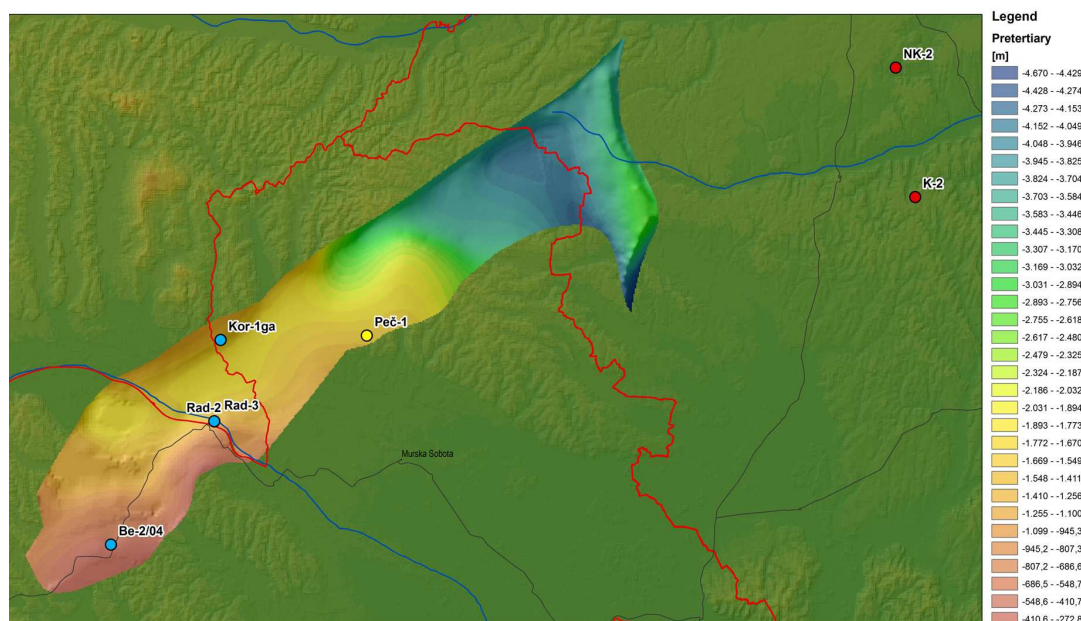 Legend
Pretertiary
[m]
-4.670 - -4.429
-4.428 - -4.274
-4.273 - -4.153
-4.152 - -4.049
-4.048 - -3.946
-3.945 - -3.825
-3.824 - -3.704
-3.703 - -3.584
-3.583 - -3.446
-3.445 - -3.308
-3.307 - -3.170
-3.169 - -3.032
-3.031 - -2.894
-2.893 - -2.756
-2.755 - -2.618
-2.617 - -2.480
-2.479 - -2.325
-2.324 - -2.187
-2.186 - -2.032
-2.031 - -1.894
-1.893 - -1.773
-1.772 - -1.670
-1.669 - -1.549
-1.548 - -1.411
-1.410 - -1.256
-1.255 - -1.100
-1.099 - -945,3
-945,2 - -807,3
-807,2 - -686,6
-686,5 - -548,7
-548,6 - -410,7
-410,6 - -272,8
NK-2
K-2
Kor-1ga
Peč-1
Rad-2 Rad-3
Murska Sobota
Be-2/04